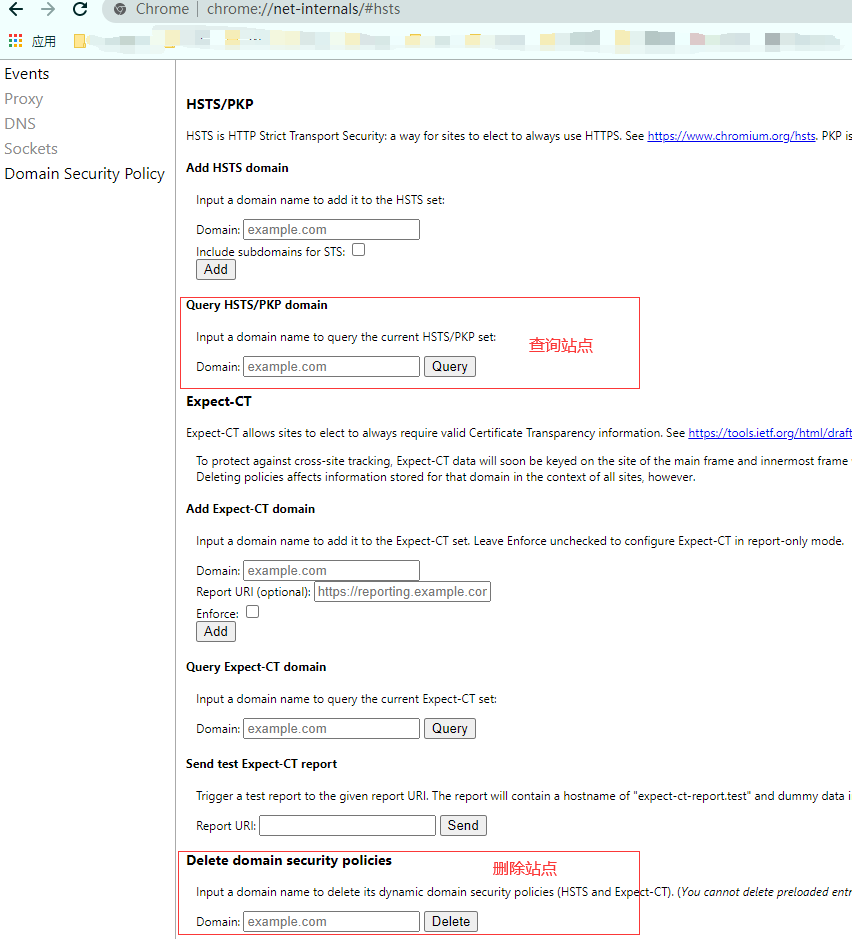 Chrome | chrome://net-internals/#hsts
应用
Events
Proxy
DNS
Sockets
Domain Security Policy
HSTS/PKP
HSTS is HTTP Strict Transport Security: a way for sites to elect to always use HTTPS. See https://www.chromium.org/hsts. PKP is
Add HSTS domain
Input a domain name to add it to the HSTS set:
Domain: example.com
Include subdomains for STS:
Add
Query HSTS/PKP domain
Input a domain name to query the current HSTS/PKP set:
查询站点
Domain: example.com Query
Expect-CT
Expect-CT allows sites to elect to always require valid Certificate Transparency information. See https://tools.ietf.org/html/draft
To protect against cross-site tracking, Expect-CT data will soon be keyed on the site of the main frame and innermost frame
Deleting policies affects information stored for that domain in the context of all sites, however.
Add Expect-CT domain
Input a domain name to add it to the Expect-CT set. Leave Enforce unchecked to configure Expect-CT in report-only mode.
Domain: example.com
Report URI (optional): https://reporting.example.cor
Enforce:
Add
Query Expect-CT domain
Input a domain name to query the current Expect-CT set:
Domain: example.com Query
Send test Expect-CT report
Trigger a test report to the given report URI. The report will contain a hostname of "expect-ct-report.test" and dummy data i
Report URI: Send
Delete domain security policies
删除站点
Input a domain name to delete its dynamic domain security policies (HSTS and Expect-CT). (You cannot delete preloaded entr
Domain: example.com Delete